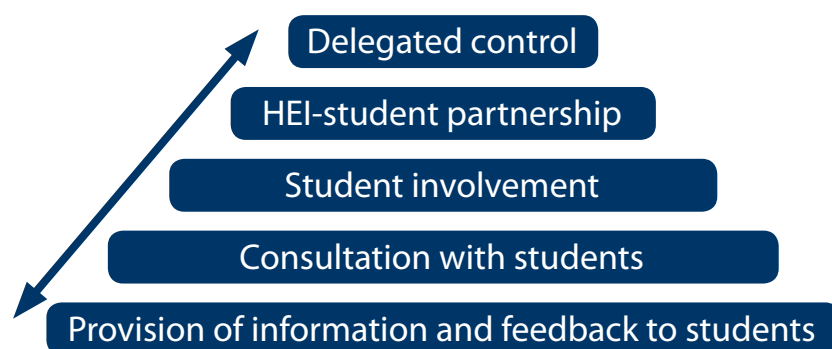 Delegated control
HEI-student partnership
Student involvement
Consultation with students
Provision of information and feedback to students